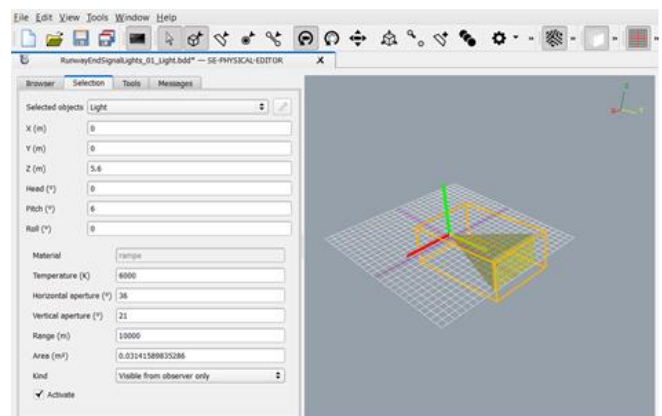 File Edit View Tools Window Help
RunwayEndSignalLights_01_Light.bdd* — SE-PHYSICAL-EDITOR X
Browser Selection Tools Messages
Selected objects Light
X (m) 0
Y (m) 0
Z (m) 5.6
Head (°) 0
Pitch (°) 6
Roll (°) 0
Material rampe
Temperature (K) 6000
Horizontal aperture (°) 36
Vertical aperture (°) 21
Range (m) 10000
Area (m²) 0.03141589835286
Kind Visible from observer only
Activate